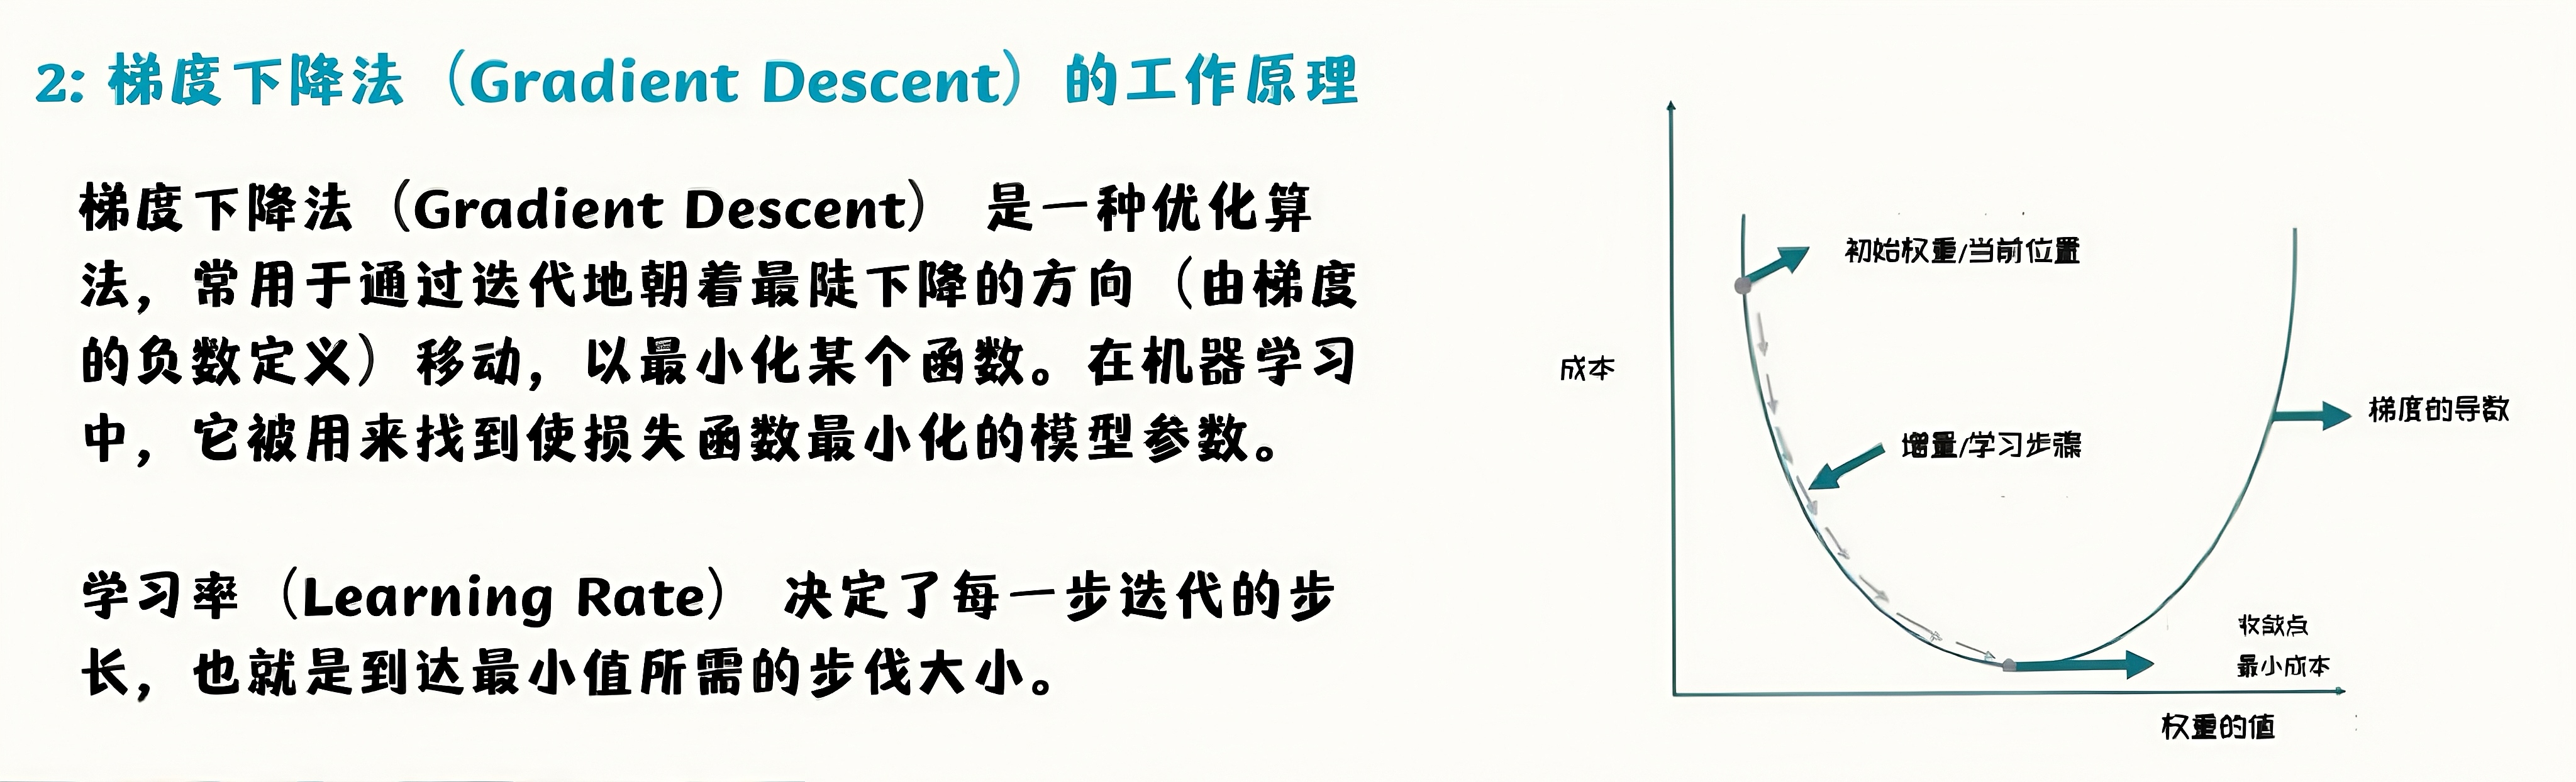 2: 梯度下降法（Gradient Descent）的工作原理
梯度下降法（Gradient Descent） 是一种优化算
法，常用于通过迭代地朝着最陡下降的方向（由梯度
的负数定义）移动，以最小化某个函数。在机器学习
中，它被用来找到使损失函数最小化的模型参数。
学习率（Learning Rate） 决定了每一步迭代的步
长，也就是到达最小值所需的步伐大小。
初始权重/当前位置
成本
梯度的导数
增量/学习步骤
收敛点
最小成本
权重的值